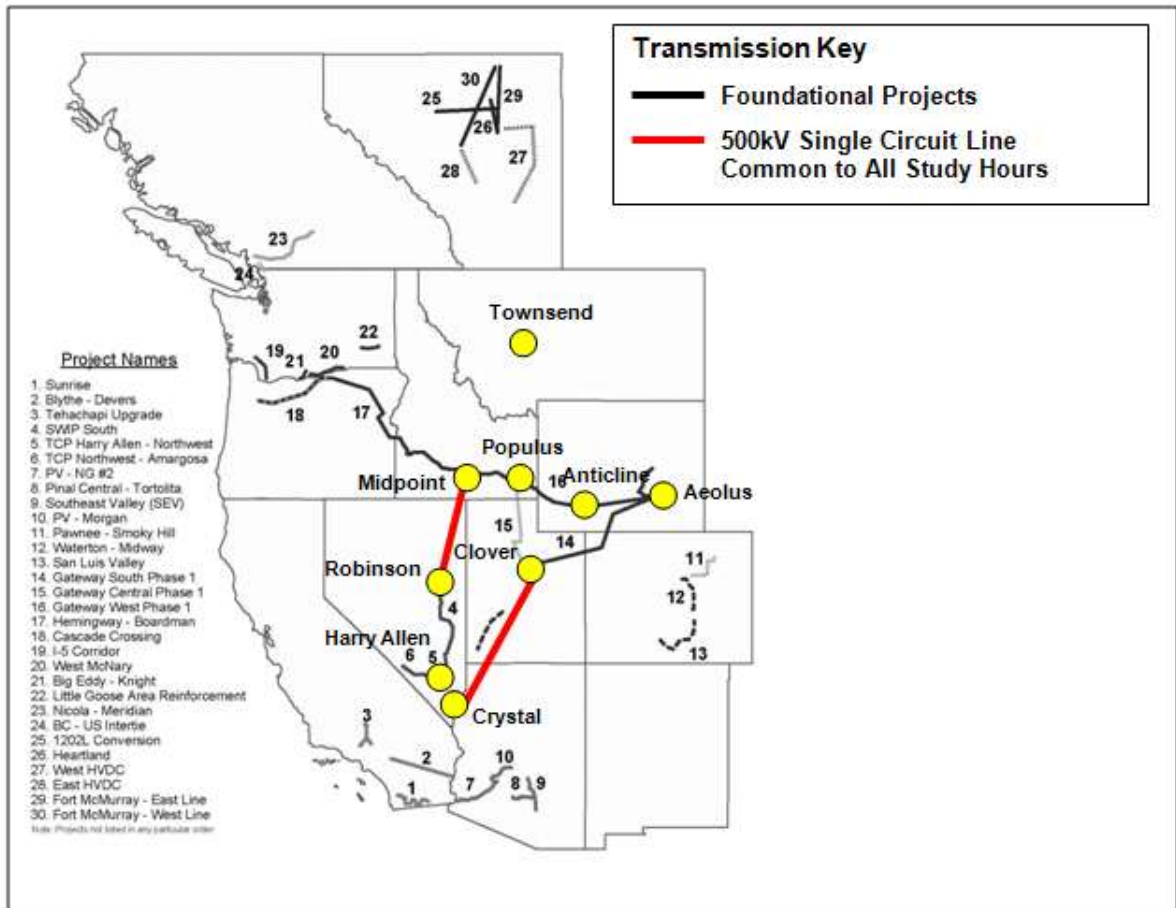 Transmission Key
Foundational Projects
500kV Single Circuit Line
Common to All Study Hours
30
25
29
26
27
28
23
24
Townsend
22
19
21
20
17
18
Populus
Midpoint
16
Anticline
Aeolus
15
14
Clover
11
12
13
Robinson
4
Harry Allen
6
5
Crystal
3
2
10
1
7
8
9
Project Names
1. Sunrise
2. Blythe - Devers
3. Tehachapi Upgrade
4. SWIP South
5. TCP Harry Allen - Northwest
6. TCP Northwest - Amargosa
7. PV - NG #2
8. Pinal Central - Tortolita
9. Southeast Valley (SEV)
10. PV - Morgan
11. Pawnee - Smoky Hill
12. Waterton - Midway
13. San Luis Valley
14. Gateway South Phase 1
15. Gateway Central Phase 1
16. Gateway West Phase 1
17. Hemingway - Boardman
18. Cascade Crossing
19. I-5 Corridor
20. West McNary
21. Big Eddy - Knight
22. Little Goose Area Reinforcement
23. Nicola - Meridian
24. BC - US Intertie
25. 1202L Conversion
26. Heartland
27. West HVDC
28. East HVDC
29. Fort McMurray - East Line
30. Fort McMurray - West Line
Note: Projects not listed in any particular order